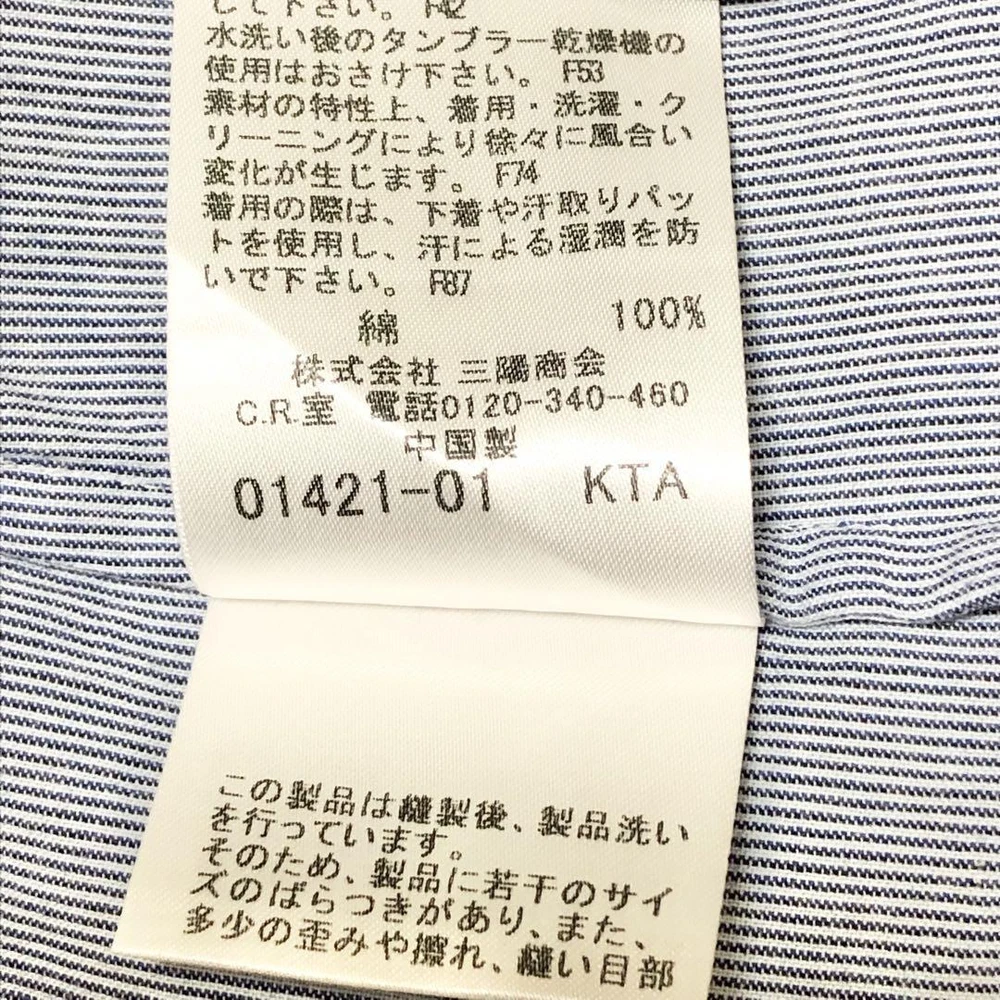 して下さい。 F42
水洗い後のタンブラー乾燥機の
使用はおさけ下さい。 F53
素材の特性上、着用・洗濯・ク
リーニングにより徐々に風合い
変化が生じます。 F74
着用の際は、下着や汗取りパッ
トを使用し、汗による湿潤を防
いで下さい。 F87
綿 100%
株式会社 三陽商会
C.R.室 電話0120-340-460
中国製
01421-01 KTA
この製品は縫製後、製品洗い
を行っています。
そのため、製品に若干のサイ
ズのばらつきがあり、また、
多少の歪みや擦れ、縫い目部